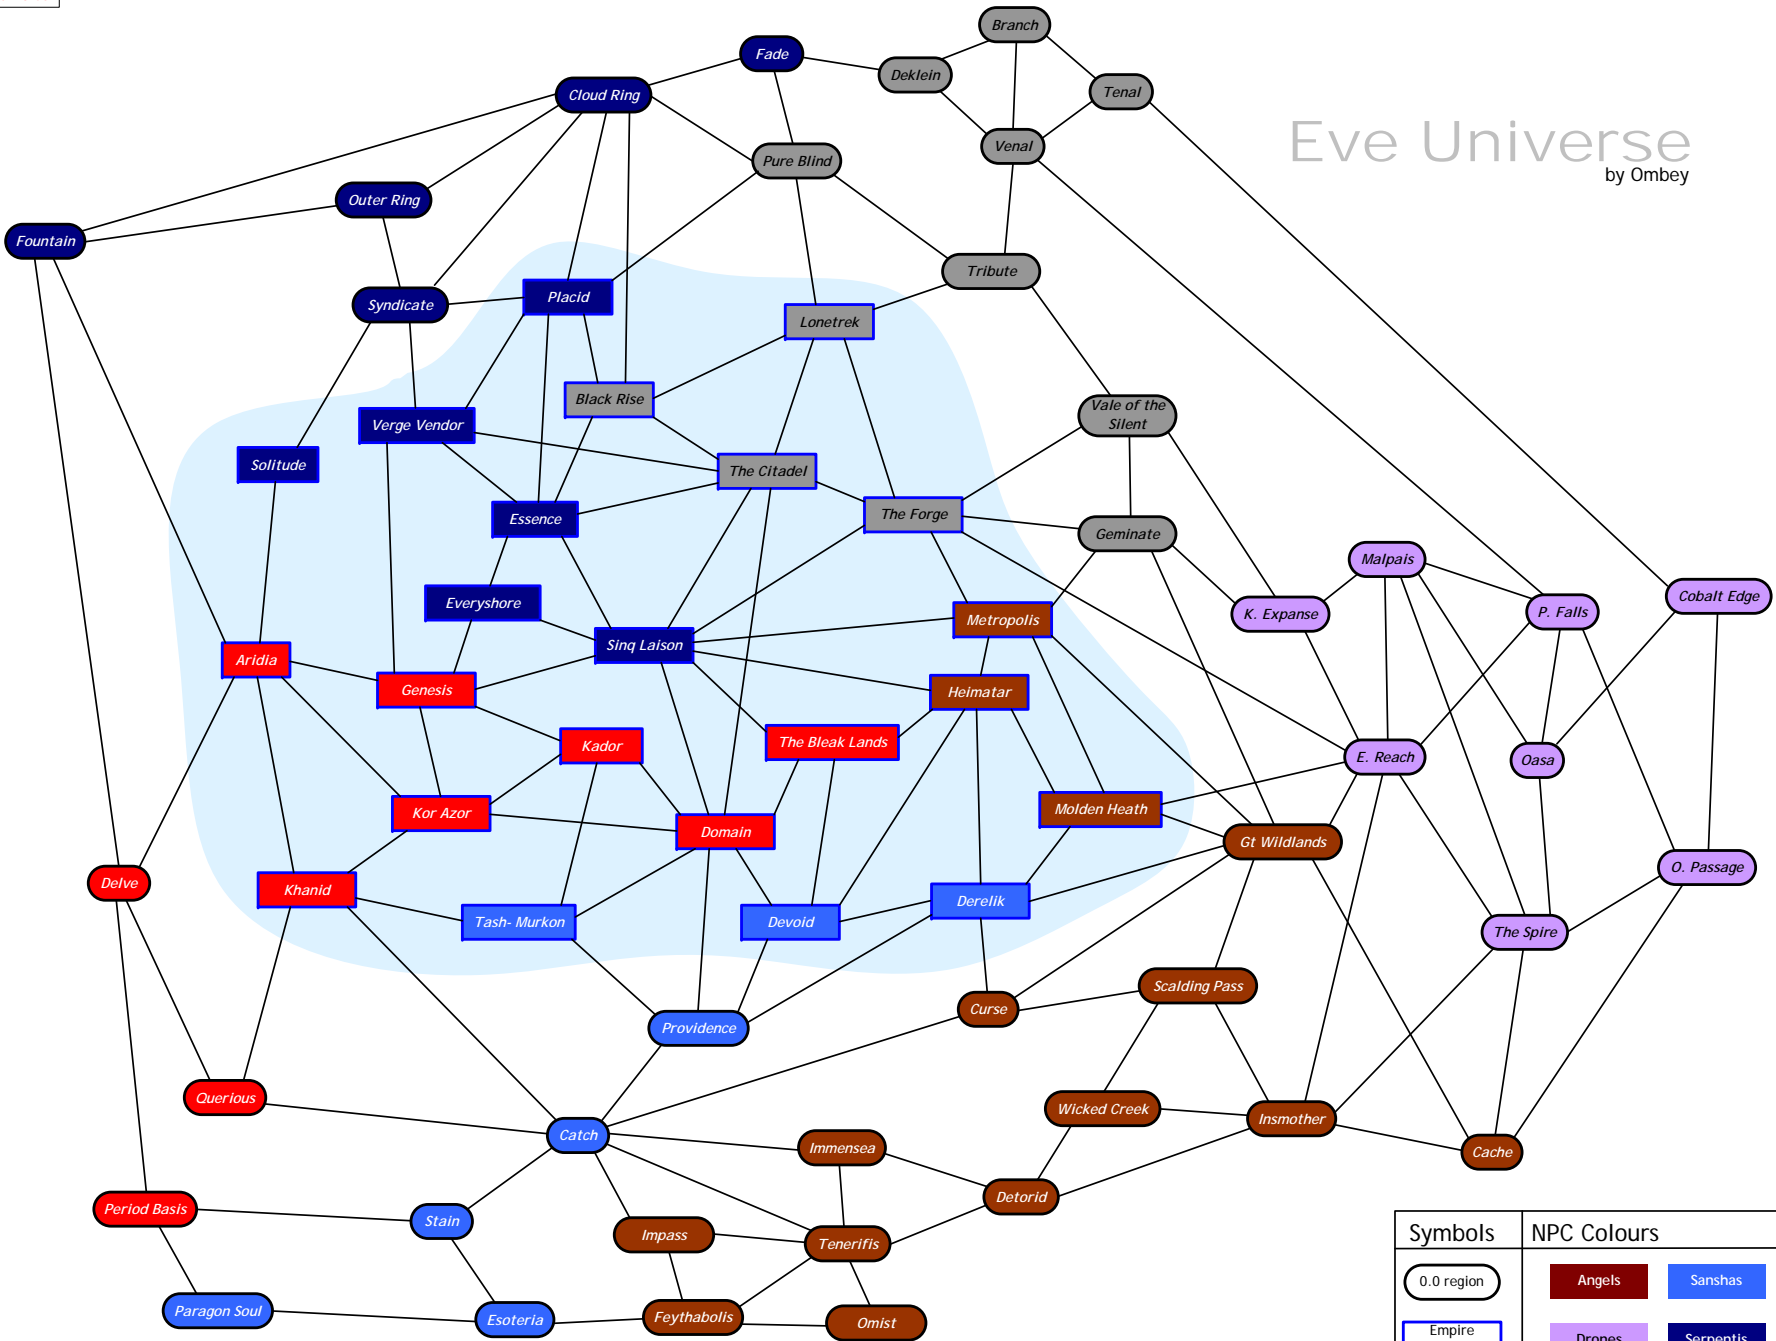 Branch
Fade
Deklein
Tenal
Cloud Ring
Eve Universe
by Ombey
Venal
Pure Blind
Outer Ring
Fountain
Tribute
Placid
Syndicate
Lonetrek
Black Rise
Vale of the
Silent
Verge Vendor
Solitude
The Citadel
The Forge
Essence
Geminate
Malpais
Everyshore
Cobalt Edge
K. Expanse
P. Falls
Metropolis
Sinq Laison
Aridia
Genesis
Heimatar
Kador
The Bleak Lands
E. Reach
Oasa
Kor Azor
Molden Heath
Domain
Gt Wildlands
O. Passage
Delve
Khanid
Derelik
Tash- Murkon
Devoid
The Spire
Scalding Pass
Curse
Providence
Querious
Wicked Creek
Insmother
Catch
Immensea
Cache
Detorid
Period Basis
Stain
Impass
Tenerifis
Symbols
NPC Colours
0.0 region
Angels
Sanshas
Paragon Soul
Esoteria
Feythabolis
Omist
Empire
Drones
Serpentis